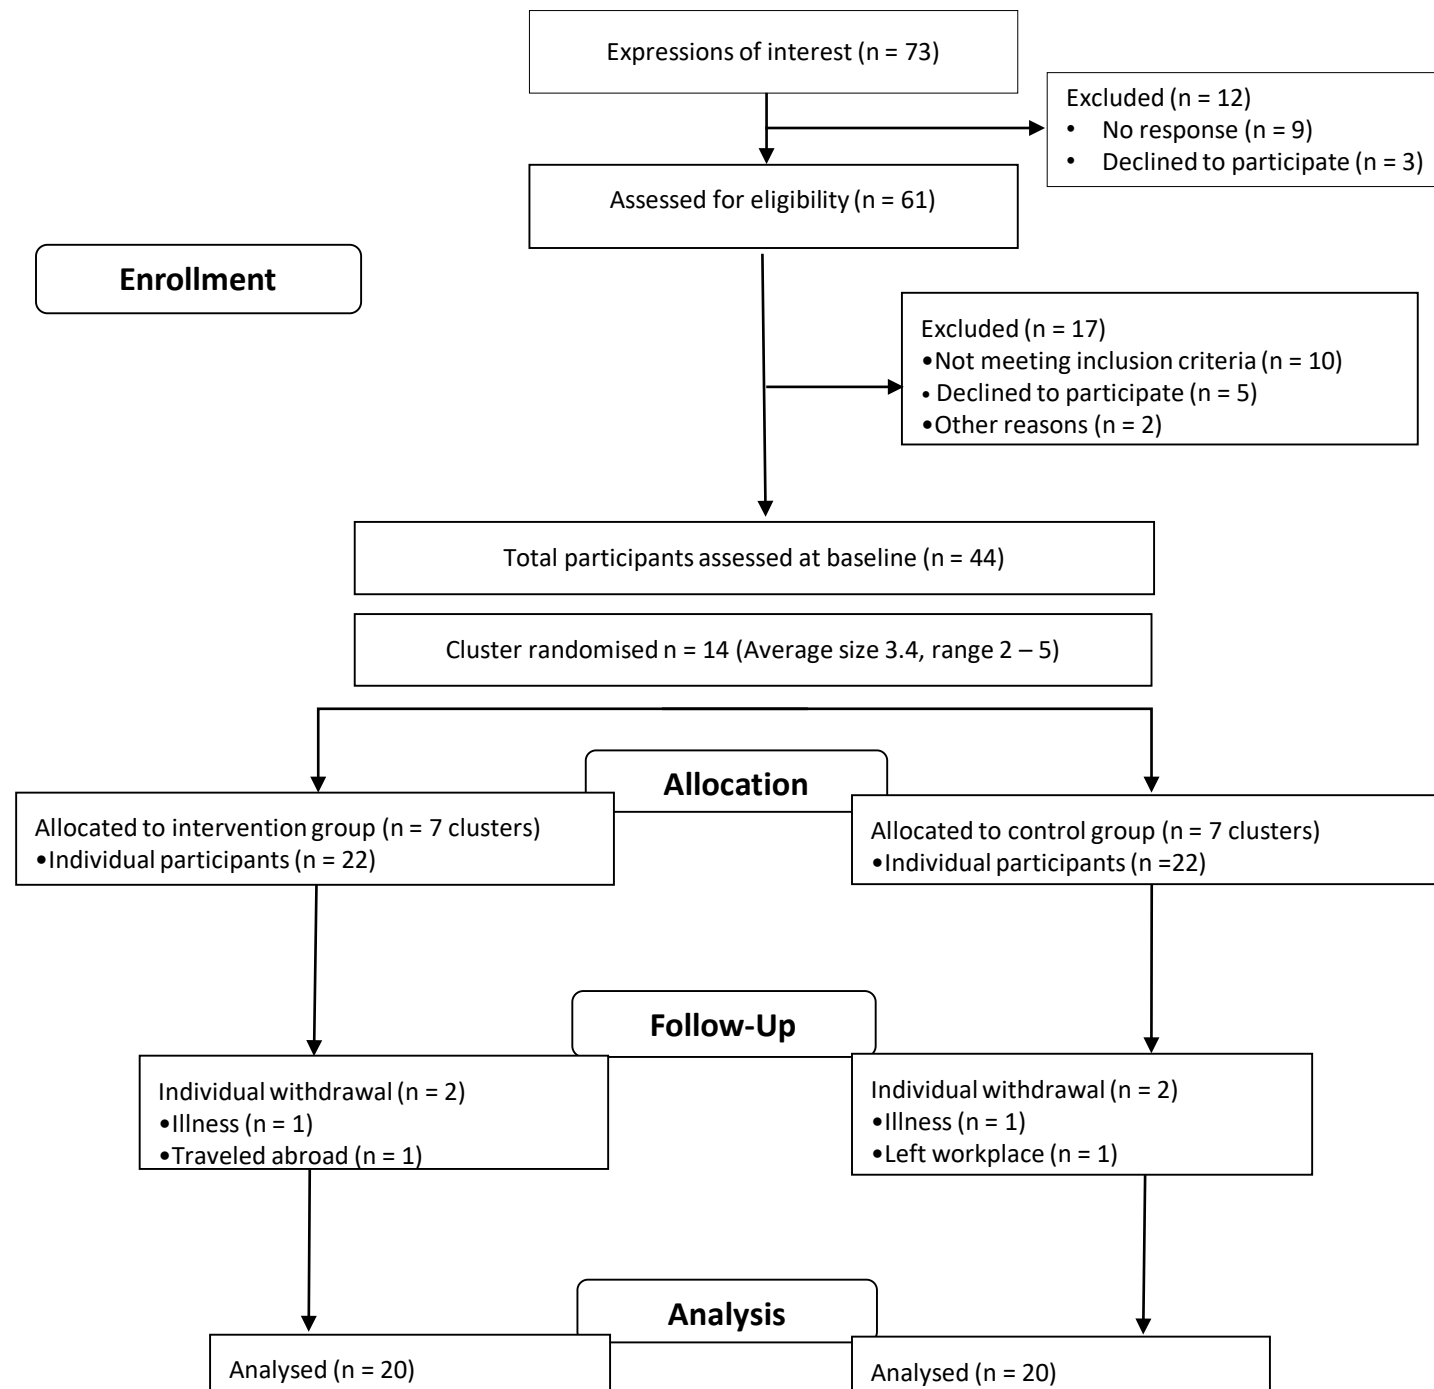 Expressions of interest (n = 73)
Excluded (n = 12)
• No response (n = 9)
• Declined to participate (n = 3)
Assessed for eligibility (n = 61)
Enrollment
Excluded (n = 17)
•Not meeting inclusion criteria (n = 10)
• Declined to participate (n = 5)
•Other reasons (n = 2)
Total participants assessed at baseline (n = 44)
Cluster randomised n = 14 (Average size 3.4, range 2 – 5)
Allocation
Allocated to intervention group (n = 7 clusters)
•Individual participants (n = 22)
Allocated to control group (n = 7 clusters)
•Individual participants (n =22)
Follow-Up
Individual withdrawal (n = 2)
•Illness (n = 1)
•Traveled abroad (n = 1)
Individual withdrawal (n = 2)
•Illness (n = 1)
•Left workplace (n = 1)
Analysis
Analysed (n = 20)
Analysed (n = 20)